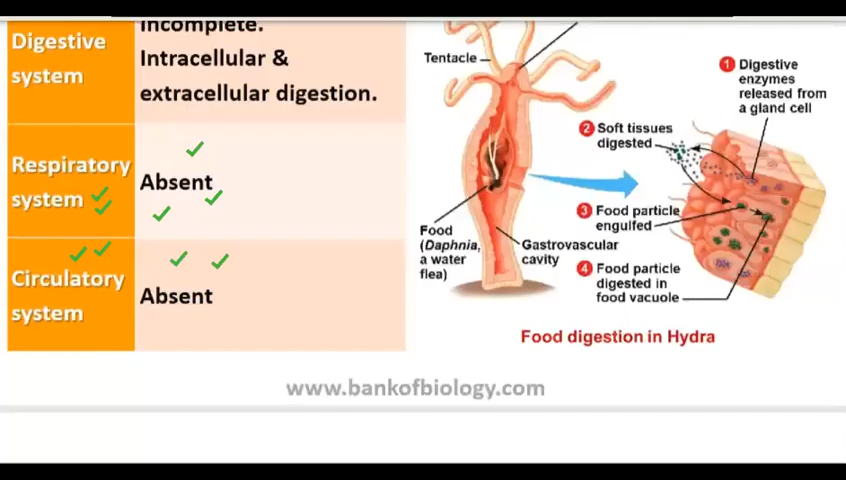 Digestive
system
Incomplete.
Intracellular &
extracellular digestion.
Respiratory
system
Absent
Circulatory
system
Absent
Tentacle
Food
(Daphnia,
a water
flea)
Gastrovascular
cavity
1 Digestive
enzymes
released from
a gland cell
2 Soft tissues
digested
3 Food particle
engulfed
4 Food particle
digested in
food vacuole
Food digestion in Hydra
www.bankofbiology.com